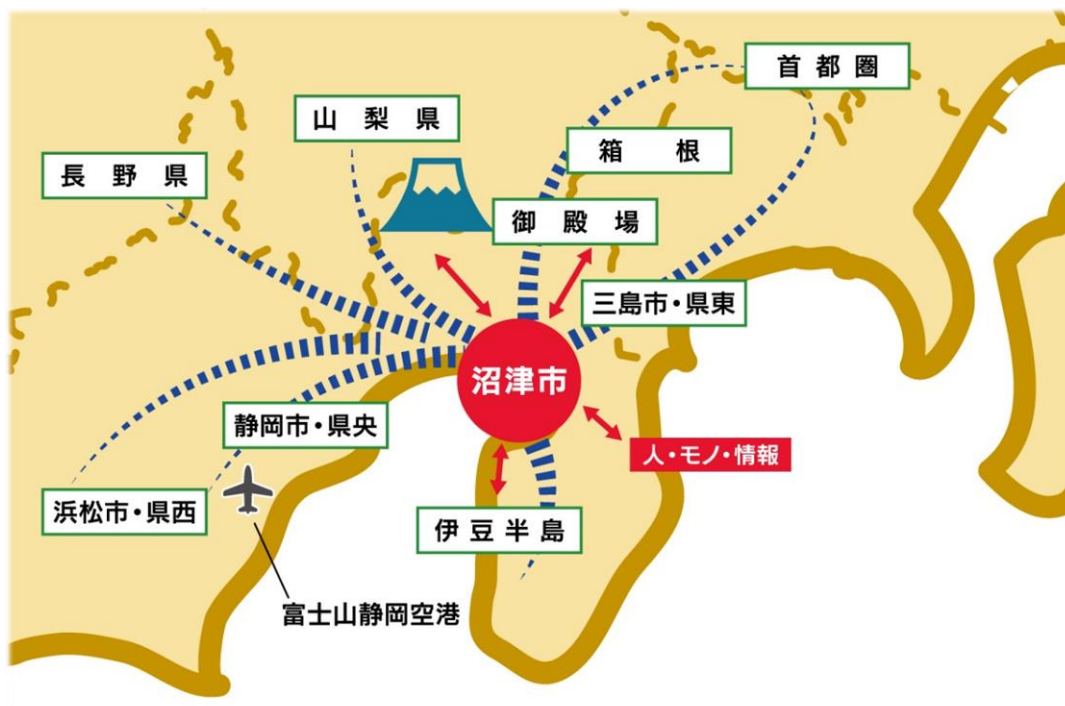 首都圏
山梨県
箱根
長野県
御殿場
三島市・県東
沼津市
静岡市・県央
人・モノ・情報
浜松市・県西
伊豆半島
富士山静岡空港